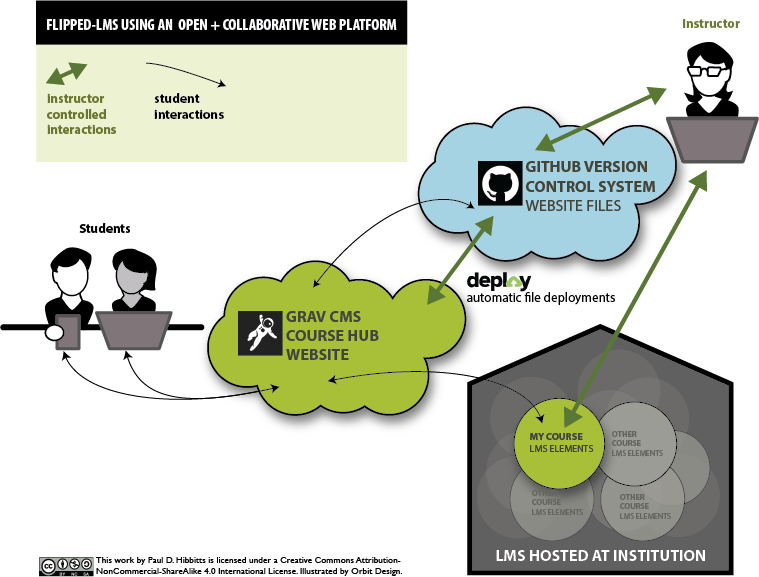 FLIPPED-LMS USING AN OPEN + COLLABORATIVE WEB PLATFORM
instructor
controlled
interactions
student
interactions
Instructor
GITHUB VERSION
CONTROL SYSTEM
WEBSITE FILES
Students
deploy
automatic file deployments
GRAV CMS
COURSE HUB
WEBSITE
MY COURSE
LMS ELEMENTS
OTHER
COURSE
LMS ELEMENTS
OTHER
COURSE
LMS ELEMENTS
OTHER
COURSE
LMS ELEMENTS
LMS HOSTED AT INSTITUTION
cc BY NC SA
This work by Paul D. Hibbitts is licensed under a Creative Commons Attribution-
NonCommercial-ShareAlike 4.0 International License. Illustrated by Orbit Design.